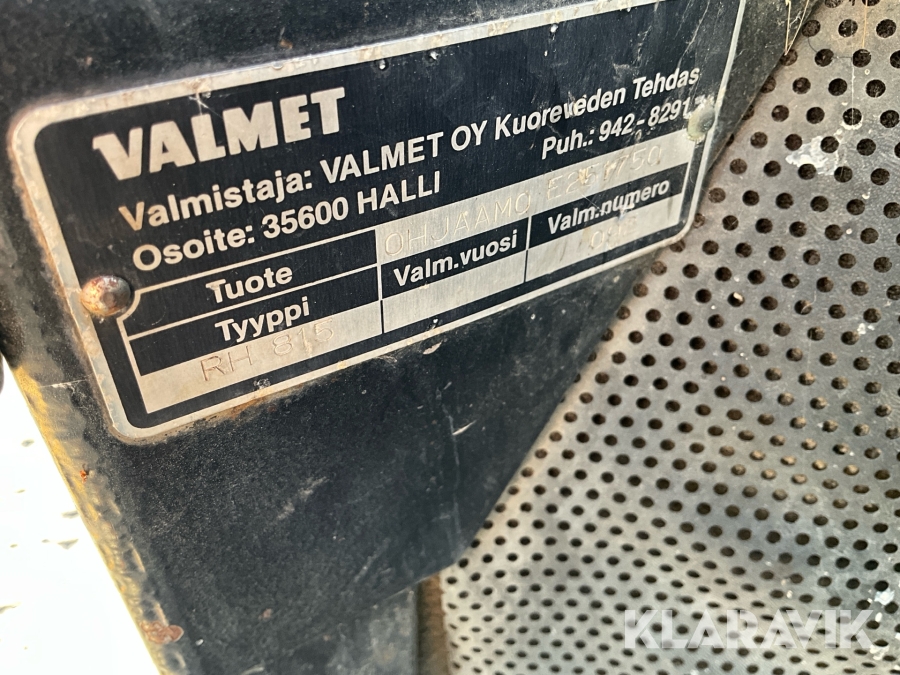 VALMET
Valmistaja: VALMET OY Kuoreveden Tehdas
Osoite: 35600 HALLI Puh.: 942-8291
Tuote OHJAAMO
Tyyppi Valm.vuosi Valm.numero
RH 815
KLARAVIK